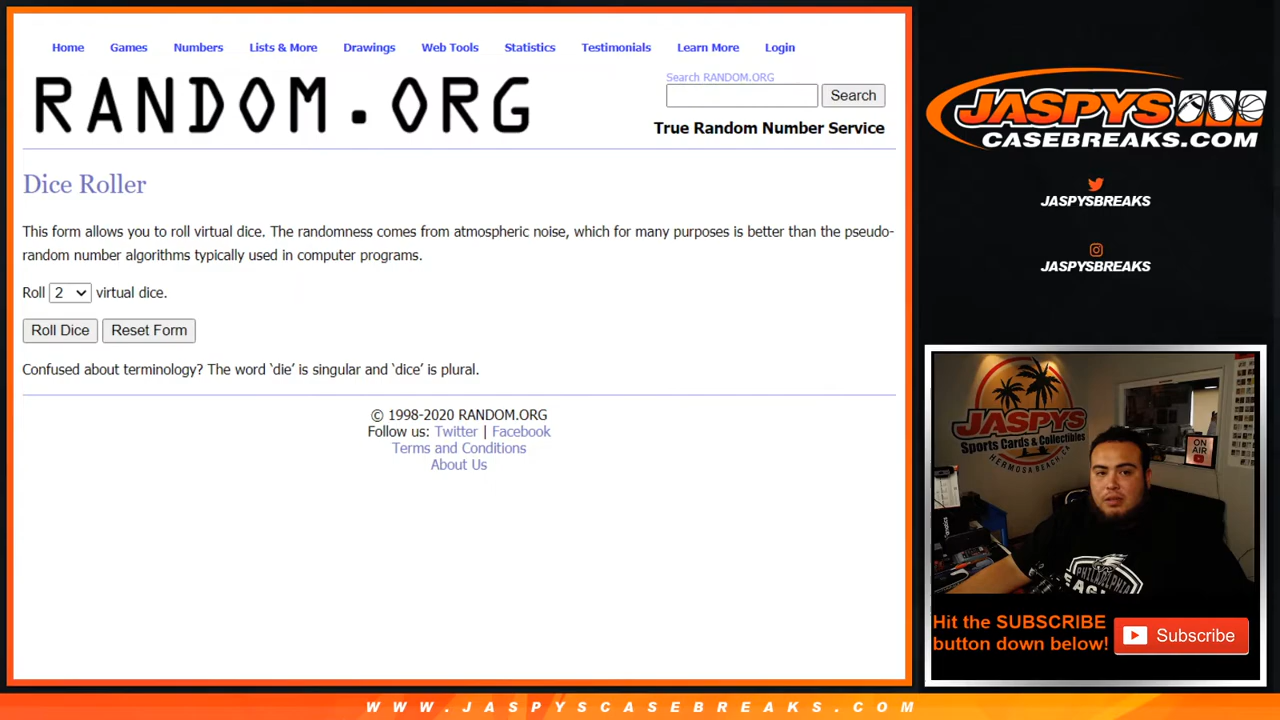 Home Games Numbers Lists & More Drawings Web Tools Statistics Testimonials Learn More Login
RANDOM.ORG
Search RANDOM.ORG
Search
True Random Number Service
Dice Roller
This form allows you to roll virtual dice. The randomness comes from atmospheric noise, which for many purposes is better than the pseudo-
random number algorithms typically used in computer programs.
Roll 2 virtual dice.
Roll Dice Reset Form
Confused about terminology? The word ‘die’ is singular and ‘dice’ is plural.
© 1998-2020 RANDOM.ORG
Follow us: Twitter | Facebook
Terms and Conditions
About Us
JASPYS
CASEBREAKS.COM
JASPYSBREAKS
JASPYSBREAKS
JASPYS
Sports Cards & Collectibles
HERMOSA BEACH, CA
ON
AIR
PHILADELPHIA
EAGLES
Hit the SUBSCRIBE
button down below!
Subscribe
WWW.JASPYSCASEBREAKS.COM